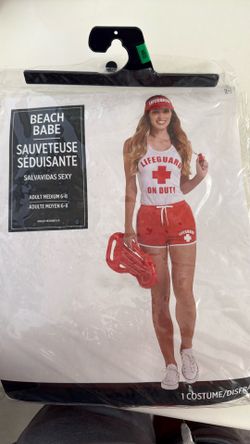 BEACH
BABE
SAUVETEUSE
SÉDUISANTE
SALVAVIDAS SEXY
ADULT MEDIUM 6-8
ADULTE MOYEN 6-8
LIFEGUARD
LIFEGUARD
ON DUTY
LIFEGUARD
1 COSTUME/DISFR